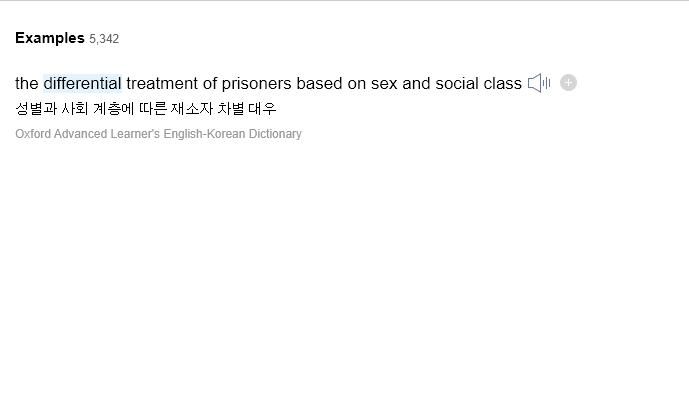 Examples 5,342
the differential treatment of prisoners based on sex and social class
성별과 사회 계층에 따른 재소자 차별 대우
Oxford Advanced Learner's English-Korean Dictionary